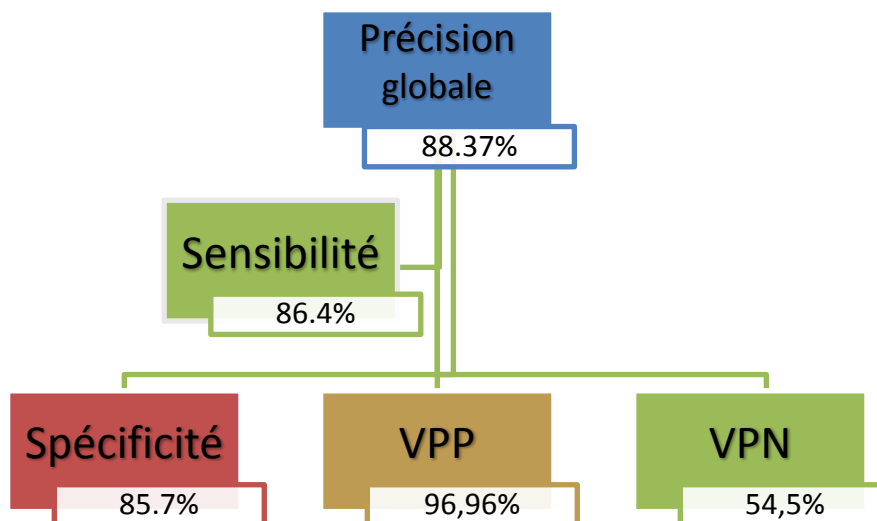 Précision
globale
88.37%
Sensibilité
86.4%
Spécificité
85.7%
VPP
96,96%
VPN
54,5%